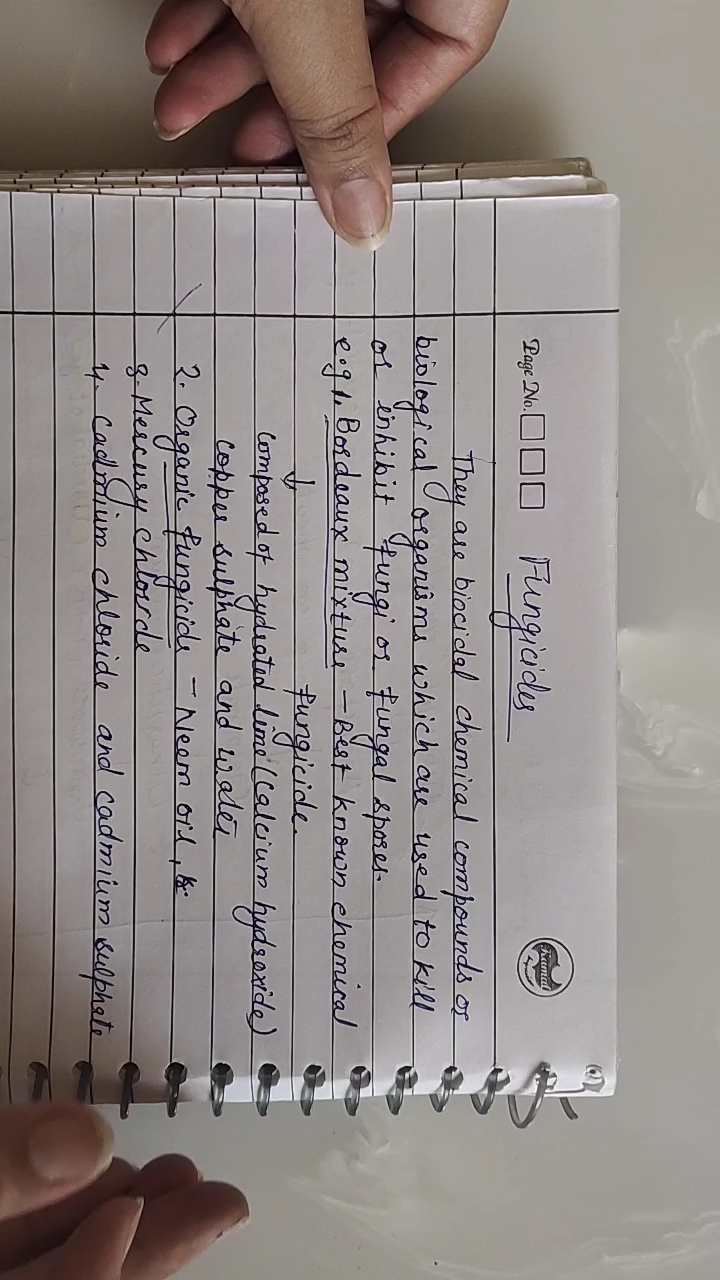 Page No.
Fungicides
They are biocidal chemical compounds or
biological organisms which are used to kill
or inhibit fungi or fungal spores.
e.g 1. Bordeaux mixture - Best known chemical
fungicide.
↓
composed of hydrated lime (calcium hydroxide)
copper sulphate and water
2. Organic fungicide - Neem oil,
3. Mercury chloride
4. Cadmium chloride and cadmium sulphate